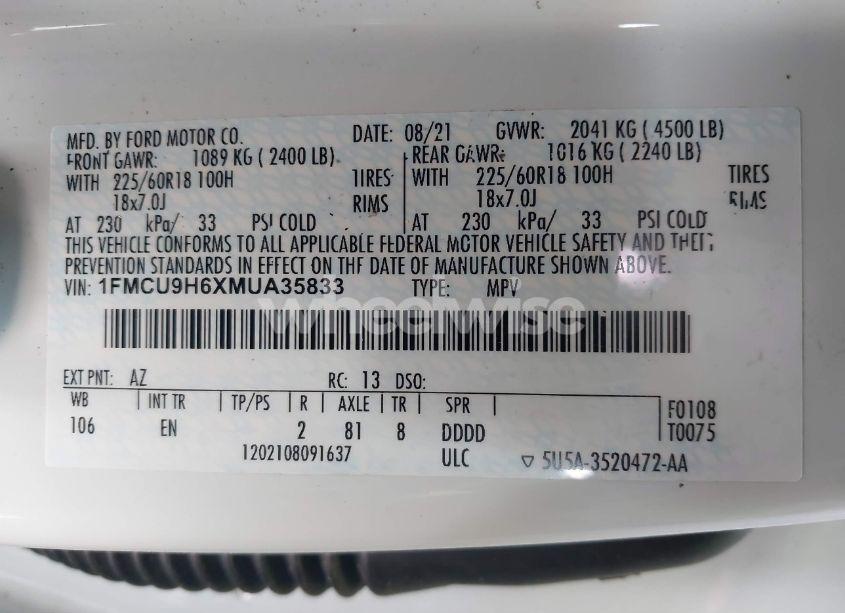 MFD. BY FORD MOTOR CO. DATE: 08/21 GVWR: 2041 KG ( 4500 LB)
FRONT GAWR: 1089 KG ( 2400 LB) REAR GAWR: 1016 KG ( 2240 LB)
WITH 225/60R18 100H TIRES WITH 225/60R18 100H TIRES
18x7.0J RIMS 18x7.0J RIMS
AT 230 kPa/ 33 PSI COLD AT 230 kPa/ 33 PSI COLD
THIS VEHICLE CONFORMS TO ALL APPLICABLE FEDERAL MOTOR VEHICLE SAFETY AND THEFT
PREVENTION STANDARDS IN EFFECT ON THE DATE OF MANUFACTURE SHOWN ABOVE.
VIN: 1FMCU9H6XMUA35833 TYPE: MPV
wheelwise
EXT PNT: AZ RC: 13 DSO:
WB INT TR TP/PS R AXLE TR SPR F0108
106 EN 2 81 8 DDDD T0075
1202108091637 ULC ▽ 5U5A-3520472-AA